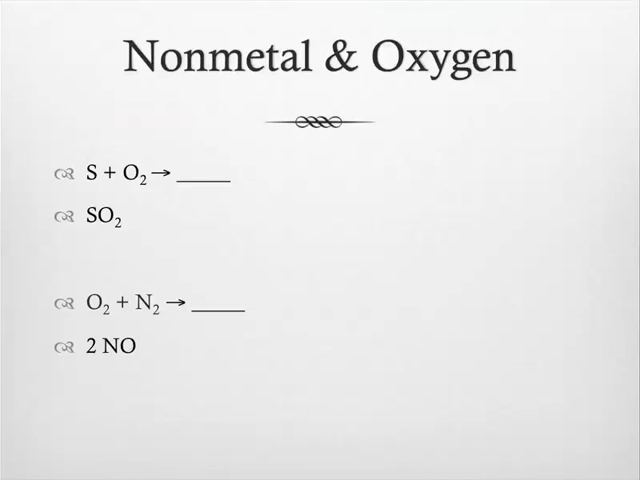 Nonmetal & Oxygen
S + O₂ → _____
SO₂
O₂ + N₂ → _____
2 NO